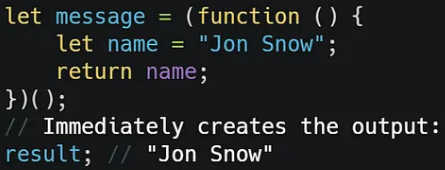 let message = (function () {
    let name = "Jon Snow";
    return name;
})();
// Immediately creates the output:
result; // "Jon Snow"